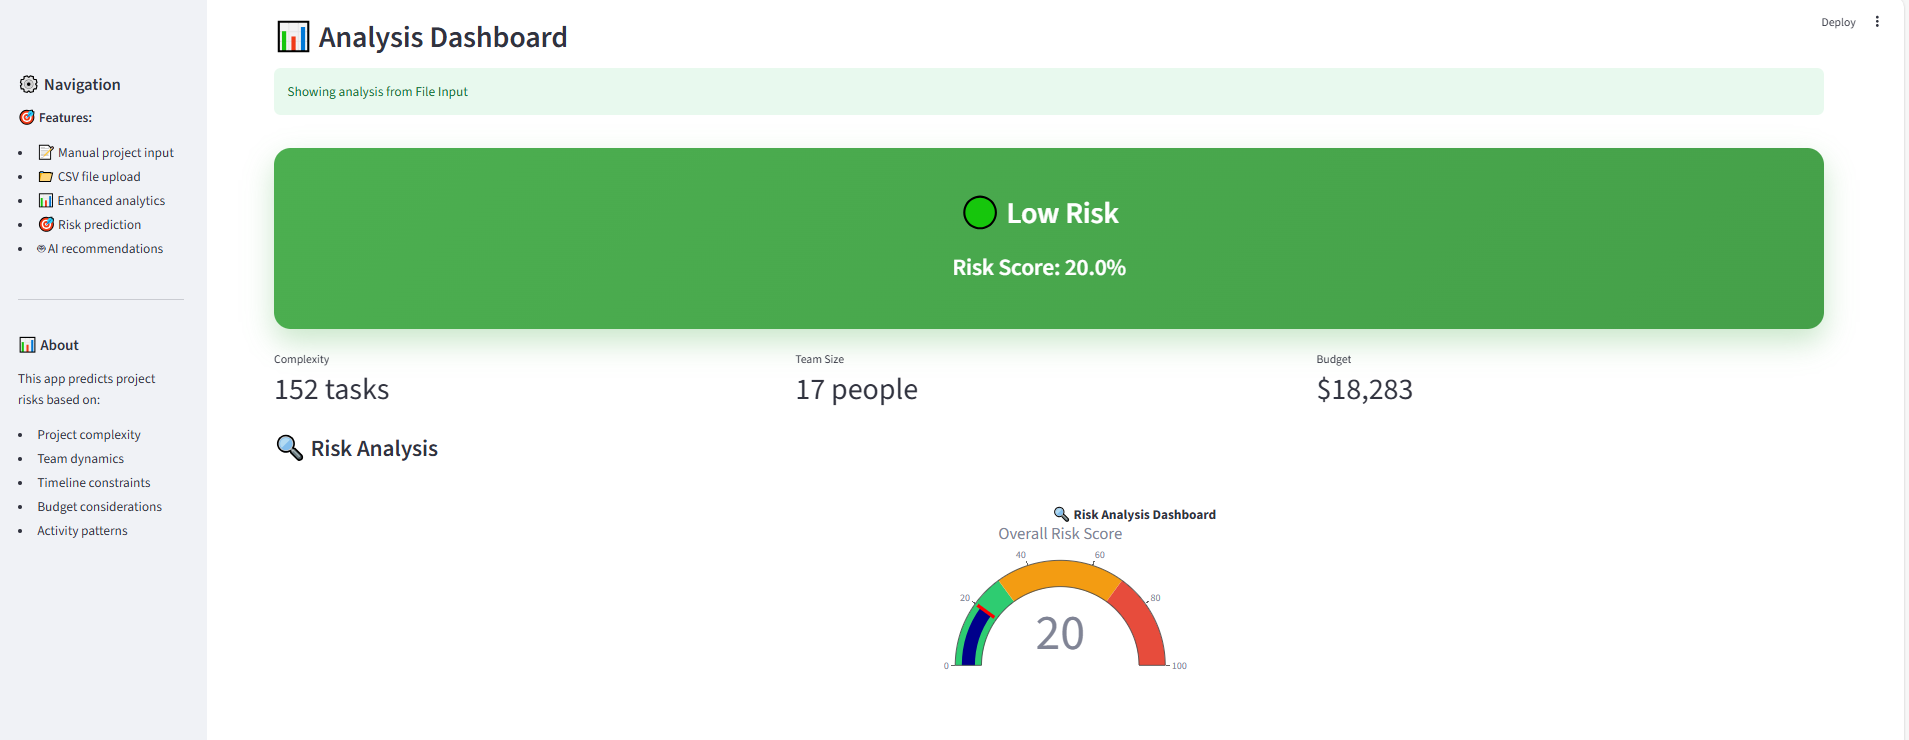 Deploy
Analysis Dashboard
Showing analysis from File Input
Navigation
Features:
Manual project input
CSV file upload
Enhanced analytics
Risk prediction
AI recommendations
About
This app predicts project
risks based on:
Project complexity
Team dynamics
Timeline constraints
Budget considerations
Activity patterns
Low Risk
Risk Score: 20.0%
Complexity
152 tasks
Team Size
17 people
Budget
$18,283
Risk Analysis
Risk Analysis Dashboard
Overall Risk Score
0
20
40
60
80
100
20